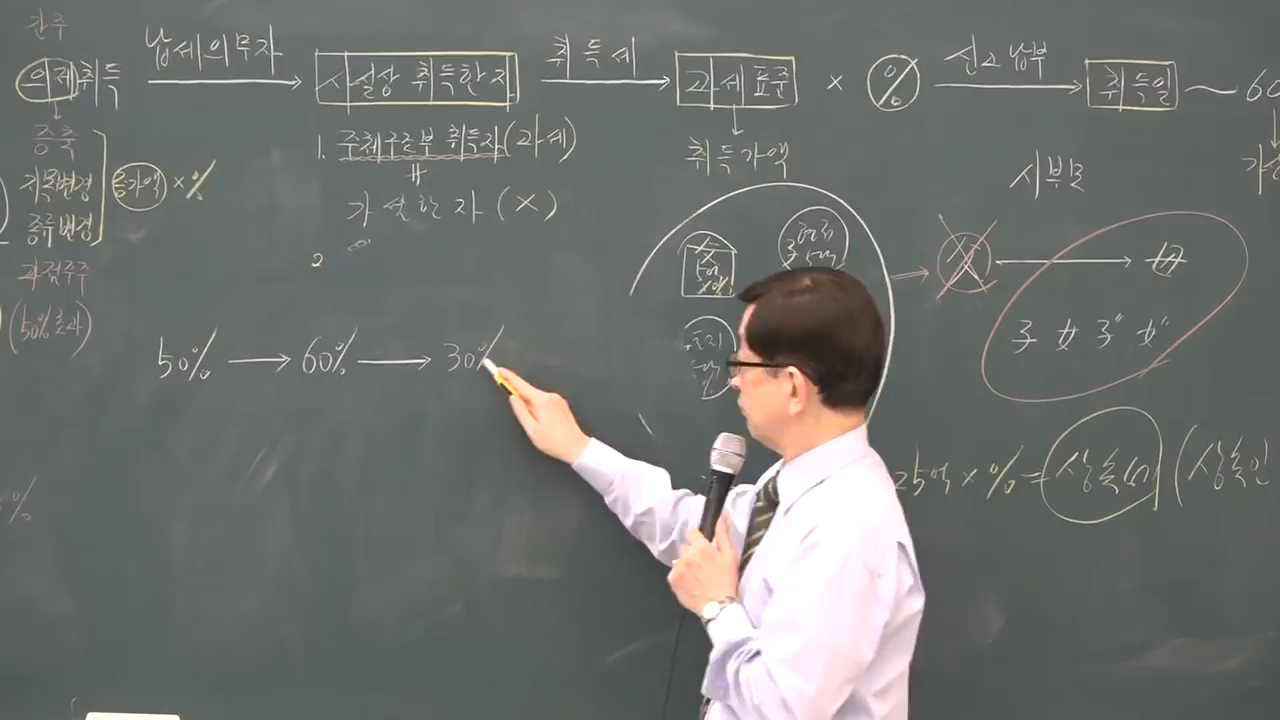 간주
의제취득 납세의무자 사실상 취득한 자 취득세 과세표준 × % 신고납부 취득일 ~ 60
증축
지목변경
종류변경
증가액 × %
과점주주
(50%초과)
1. 주체구조부 취득자(과세)
가설한 자 (×)
2
취득가액
세부모
子 女 子" 女"
50% → 60% → 30%
25억 × % = 상속세 (상속인
%